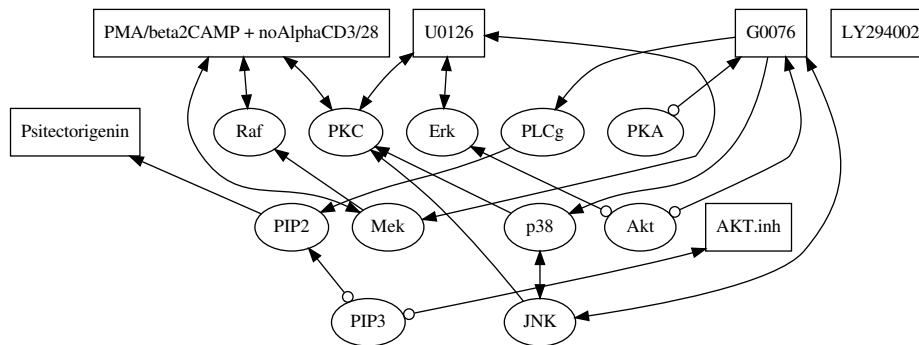 PMA/beta2CAMP + noAlphaCD3/28
U0126
G0076
LY294002
Psitectorigenin
Raf
PKC
Erk
PLCg
PKA
PIP2
Mek
p38
Akt
AKT.inh
PIP3
JNK